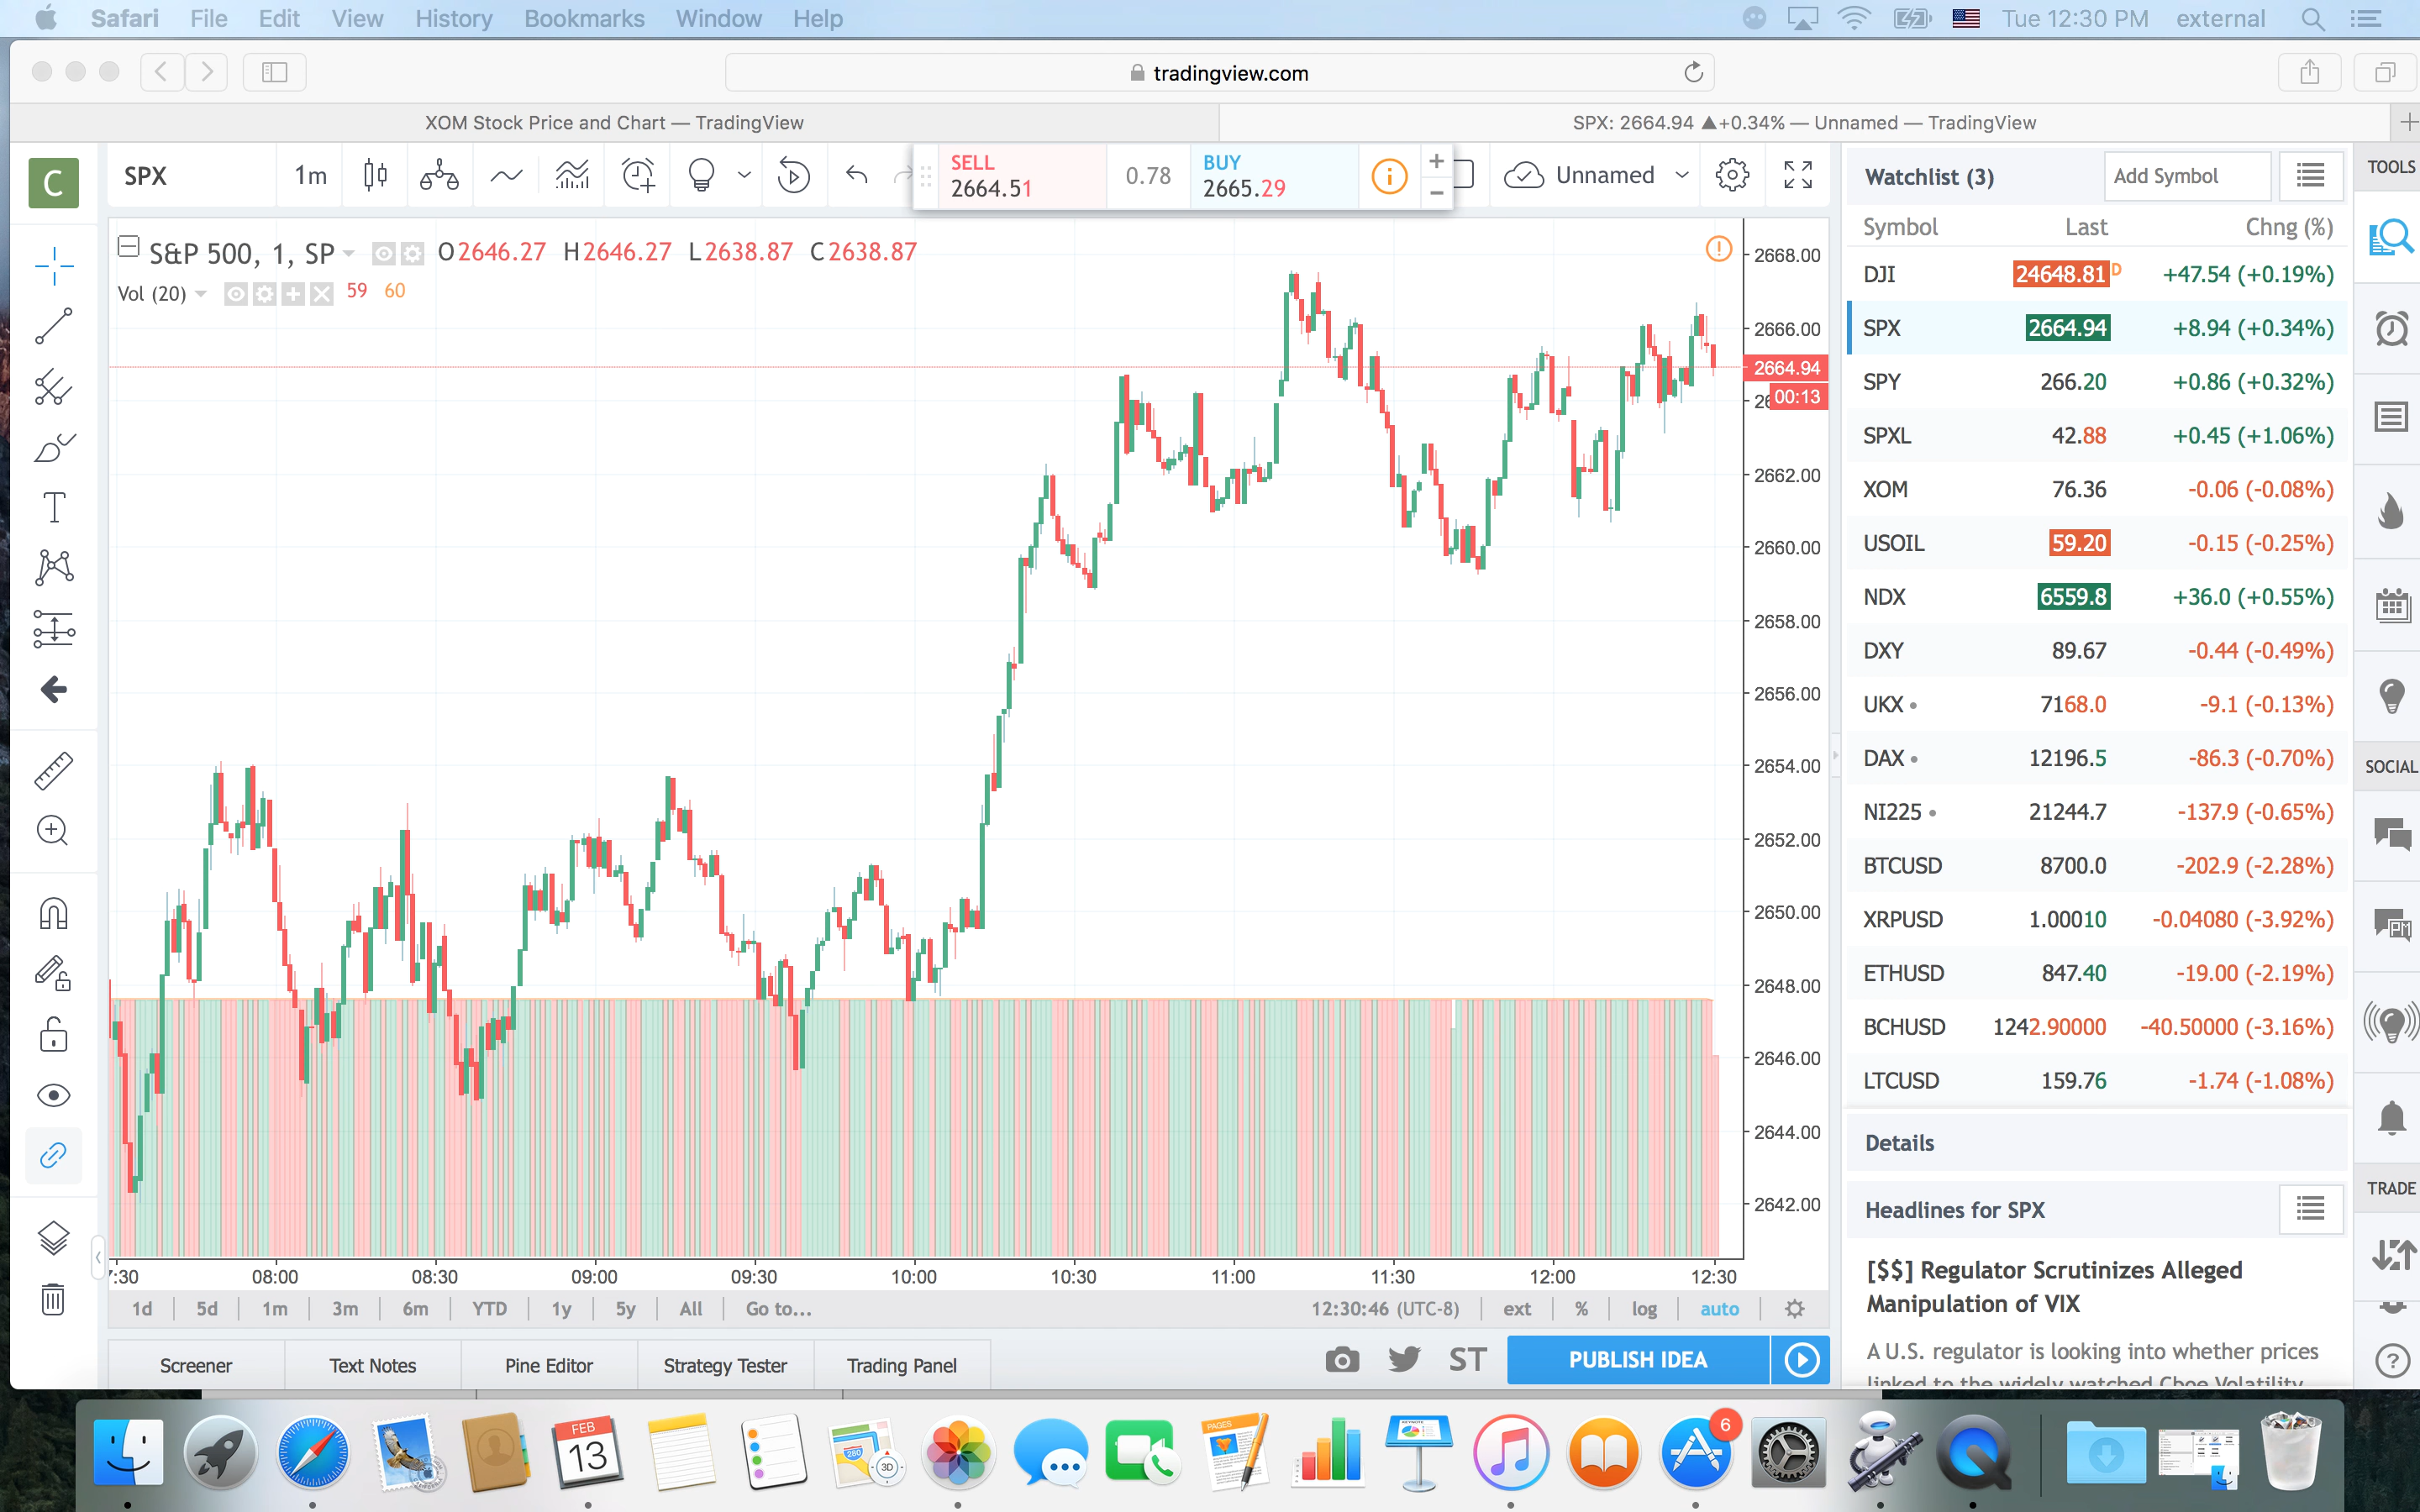 Safari File Edit View History Bookmarks Window Help Tue 12:30 PM external
tradingview.com
XOM Stock Price and Chart — TradingView
SPX: 2664.94 ▲+0.34% — Unnamed — TradingView
C
SPX 1m
SELL
2664.51
0.78
BUY
2665.29
Unnamed
S&P 500, 1, SP O2646.27 H2646.27 L2638.87 C2638.87
Vol (20) 59 60
2668.00
2666.00
2664.94
00:13
2662.00
2660.00
2658.00
2656.00
2654.00
2652.00
2650.00
2648.00
2646.00
2644.00
2642.00
:30 08:00 08:30 09:00 09:30 10:00 10:30 11:00 11:30 12:00 12:30
1d 5d 1m 3m 6m YTD 1y 5y All Go to... 12:30:46 (UTC-8) ext % log auto
Screener Text Notes Pine Editor Strategy Tester Trading Panel ST PUBLISH IDEA
Watchlist (3) Add Symbol
Symbol Last Chng (%)
DJI 24648.81 D +47.54 (+0.19%)
SPX 2664.94 +8.94 (+0.34%)
SPY 266.20 +0.86 (+0.32%)
SPXL 42.88 +0.45 (+1.06%)
XOM 76.36 -0.06 (-0.08%)
USOIL 59.20 -0.15 (-0.25%)
NDX 6559.8 +36.0 (+0.55%)
DXY 89.67 -0.44 (-0.49%)
UKX 7168.0 -9.1 (-0.13%)
DAX 12196.5 -86.3 (-0.70%)
NI225 21244.7 -137.9 (-0.65%)
BTCUSD 8700.0 -202.9 (-2.28%)
XRPUSD 1.00010 -0.04080 (-3.92%)
ETHUSD 847.40 -19.00 (-2.19%)
BCHUSD 1242.90000 -40.50000 (-3.16%)
LTCUSD 159.76 -1.74 (-1.08%)
Details
Headlines for SPX
[$$] Regulator Scrutinizes Alleged
Manipulation of VIX
A U.S. regulator is looking into whether prices
linked to the widely watched Cboe Volatility
TOOLS
SOCIAL
PM
TRADE
FEB
13
280
3D
PAGES
KEYNOTE
6